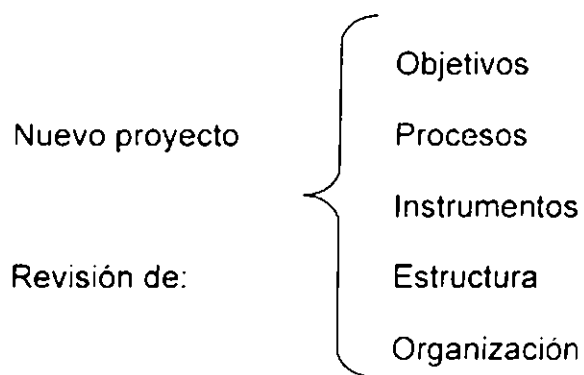 Objetivos
Nuevo proyecto
Procesos
Instrumentos
Revisión de:
Estructura
Organización